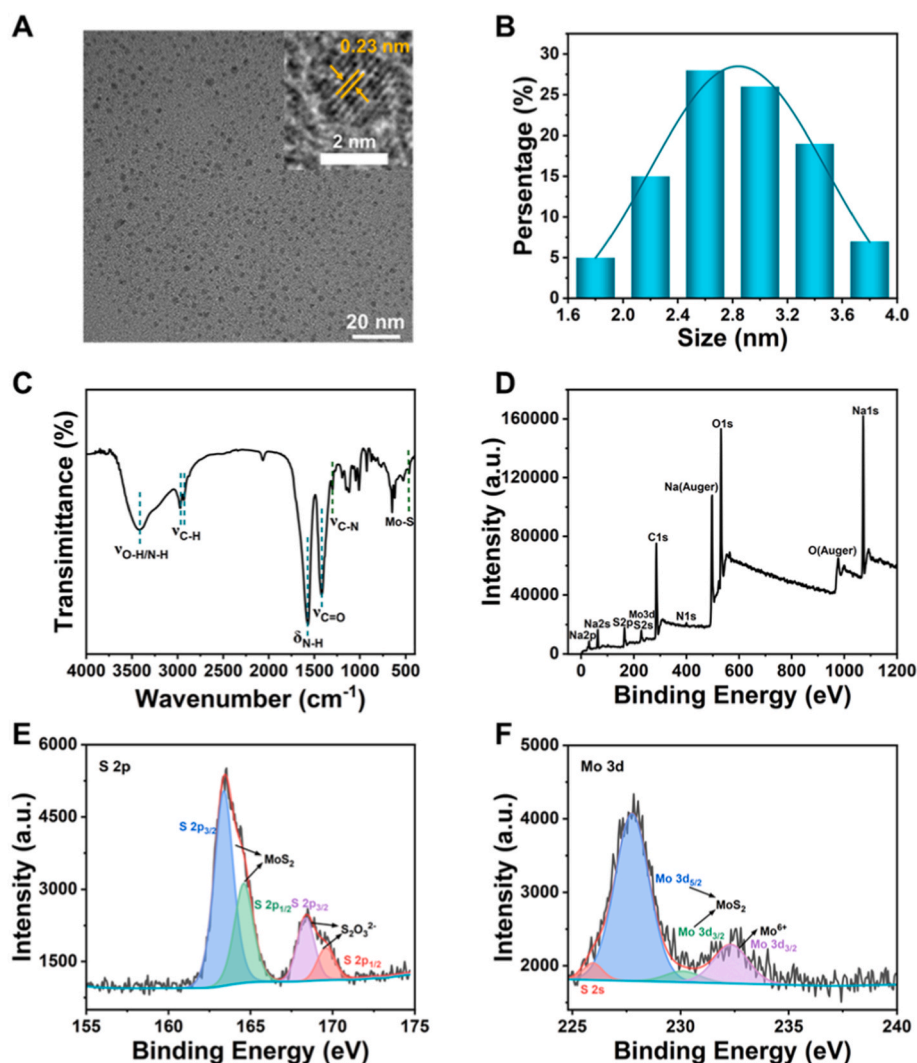 A
0.23 nm
2 nm
20 nm
B
Persentage (%)
30
25
20
15
10
5
0
1.6 2.0 2.4 2.8 3.2 3.6 4.0
Size (nm)
C
Transimittance (%)
νO-H/N-H
νC-H
δN-H
νC=O
νC-N
Mo-S
4000 3500 3000 2500 2000 1500 1000 500
Wavenumber (cm-1)
D
Intensity (a.u.)
160000
120000
80000
40000
0
Na2p
Na2s
S2p
Mo3d
S2s
C1s
N1s
Na(Auger)
O1s
O(Auger)
Na1s
0 200 400 600 800 1000 1200
Binding Energy (eV)
E
S 2p
Intensity (a.u.)
6000
4500
3000
1500
S 2p3/2
MoS2
S 2p1/2
S 2p3/2
S2O32-
S 2p1/2
155 160 165 170 175
Binding Energy (eV)
F
Mo 3d
Intensity (a.u.)
5000
4000
3000
2000
Mo 3d5/2
MoS2
Mo 3d3/2
Mo6+
Mo 3d3/2
S 2s
225 230 235 240
Binding Energy (eV)